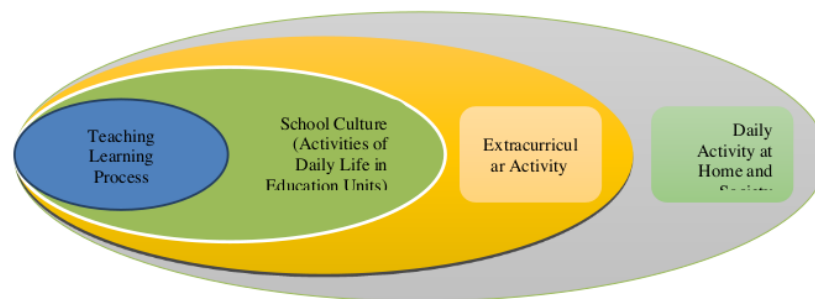 Teaching
Learning
Process
School Culture
(Activities of
Daily Life in
Education Units)
Extracurricul
ar Activity
Daily
Activity at
Home and
Society